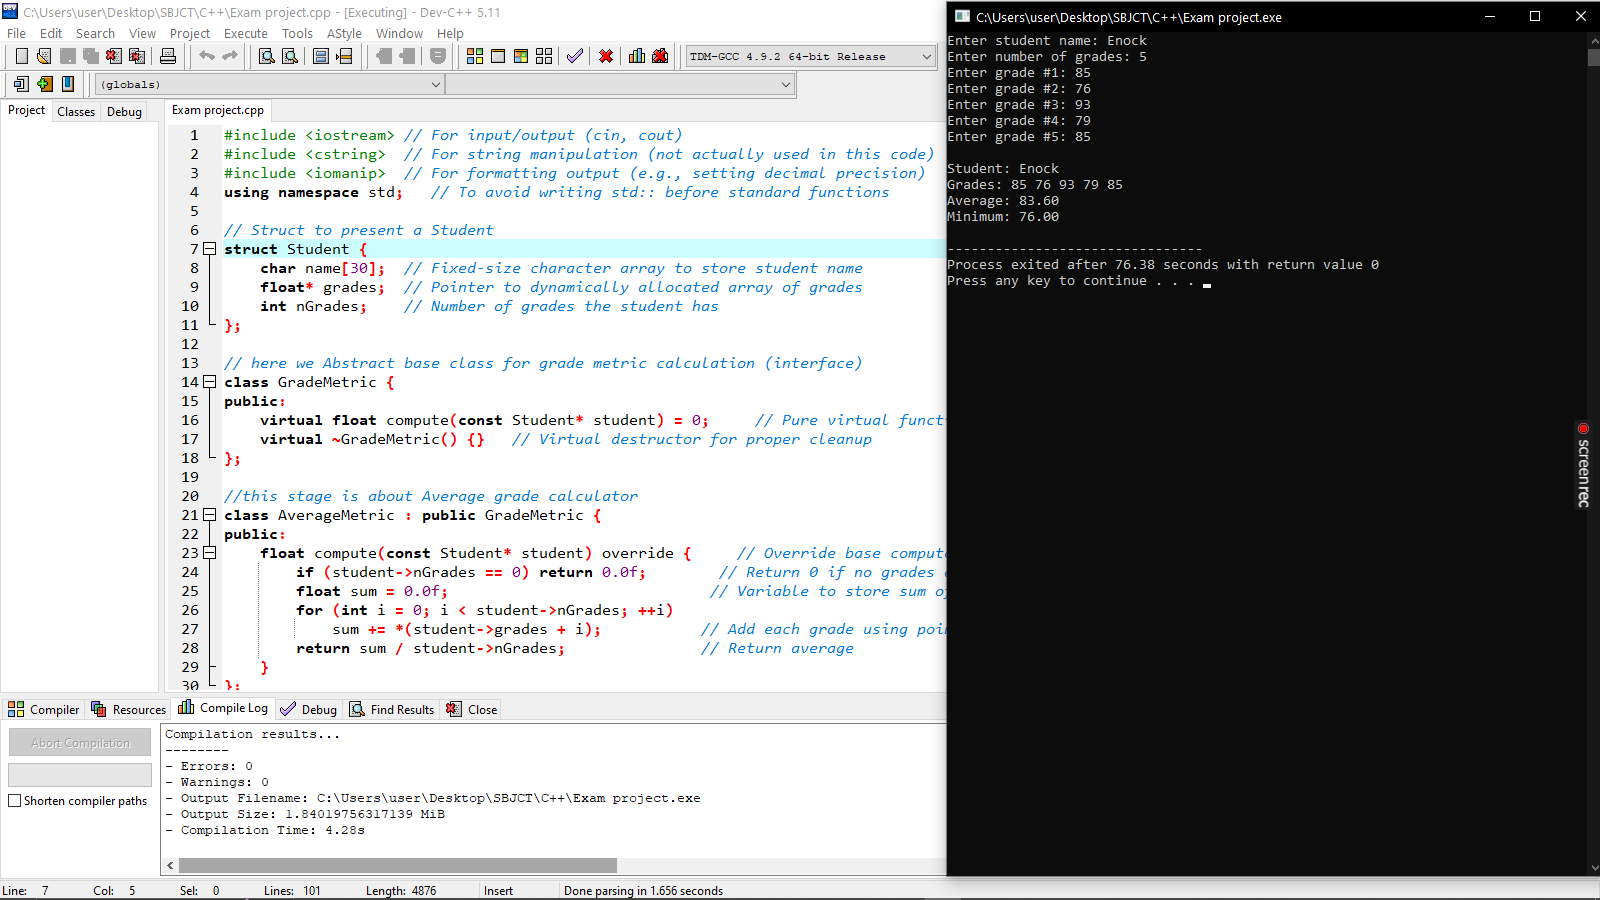 C:\Users\user\Desktop\SBJCT\C++\Exam project.cpp - [Executing] - Dev-C++ 5.11
File Edit Search View Project Execute Tools AStyle Window Help
TDM-GCC 4.9.2 64-bit Release
(globals)
Project Classes Debug
Exam project.cpp
1 #include <iostream> // For input/output (cin, cout)
2 #include <cstring>  // For string manipulation (not actually used in this code)
3 #include <iomanip>  // For formatting output (e.g., setting decimal precision)
4 using namespace std;   // To avoid writing std:: before standard functions
5
6 // Struct to present a Student
7 struct Student {
8     char name[30];  // Fixed-size character array to store student name
9     float* grades;  // Pointer to dynamically allocated array of grades
10     int nGrades;    // Number of grades the student has
11 };
12
13 // here we Abstract base class for grade metric calculation (interface)
14 class GradeMetric {
15 public:
16     virtual float compute(const Student* student) = 0;     // Pure virtual funct
17     virtual ~GradeMetric() {}   // Virtual destructor for proper cleanup
18 };
19
20 //this stage is about Average grade calculator
21 class AverageMetric : public GradeMetric {
22 public:
23     float compute(const Student* student) override {     // Override base comput
24         if (student->nGrades == 0) return 0.0f;        // Return 0 if no grades
25         float sum = 0.0f;                             // Variable to store sum o
26         for (int i = 0; i < student->nGrades; ++i)
27             sum += *(student->grades + i);           // Add each grade using poi
28         return sum / student->nGrades;               // Return average
29     }
30 };
Compiler Resources Compile Log Debug Find Results Close
Abort Compilation
Shorten compiler paths
Compilation results...
--------
- Errors: 0
- Warnings: 0
- Output Filename: C:\Users\user\Desktop\SBJCT\C++\Exam project.exe
- Output Size: 1.84019756317139 MiB
- Compilation Time: 4.28s
Line: 7 Col: 5 Sel: 0 Lines: 101 Length: 4876 Insert Done parsing in 1.656 seconds
C:\Users\user\Desktop\SBJCT\C++\Exam project.exe
Enter student name: Enock
Enter number of grades: 5
Enter grade #1: 85
Enter grade #2: 76
Enter grade #3: 93
Enter grade #4: 79
Enter grade #5: 85
Student: Enock
Grades: 85 76 93 79 85
Average: 83.60
Minimum: 76.00
--------------------------------
Process exited after 76.38 seconds with return value 0
Press any key to continue . . .
screenrec